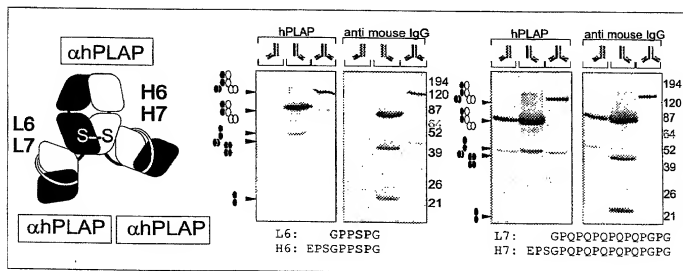 hPLAP
anti mouse IgG
hPLAP
anti mouse IgG
αhPLAP
H6
H7
L6
L7
S–S
αhPLAP
αhPLAP
194
120
87
64
52
39
26
21
194
120
87
64
52
39
26
21
L6: GPPSPG
H6: EPSGPPSPG
L7: GPQPQPQPQPQPGPG
H7: EPSGPQPQPQPQPQPGPG